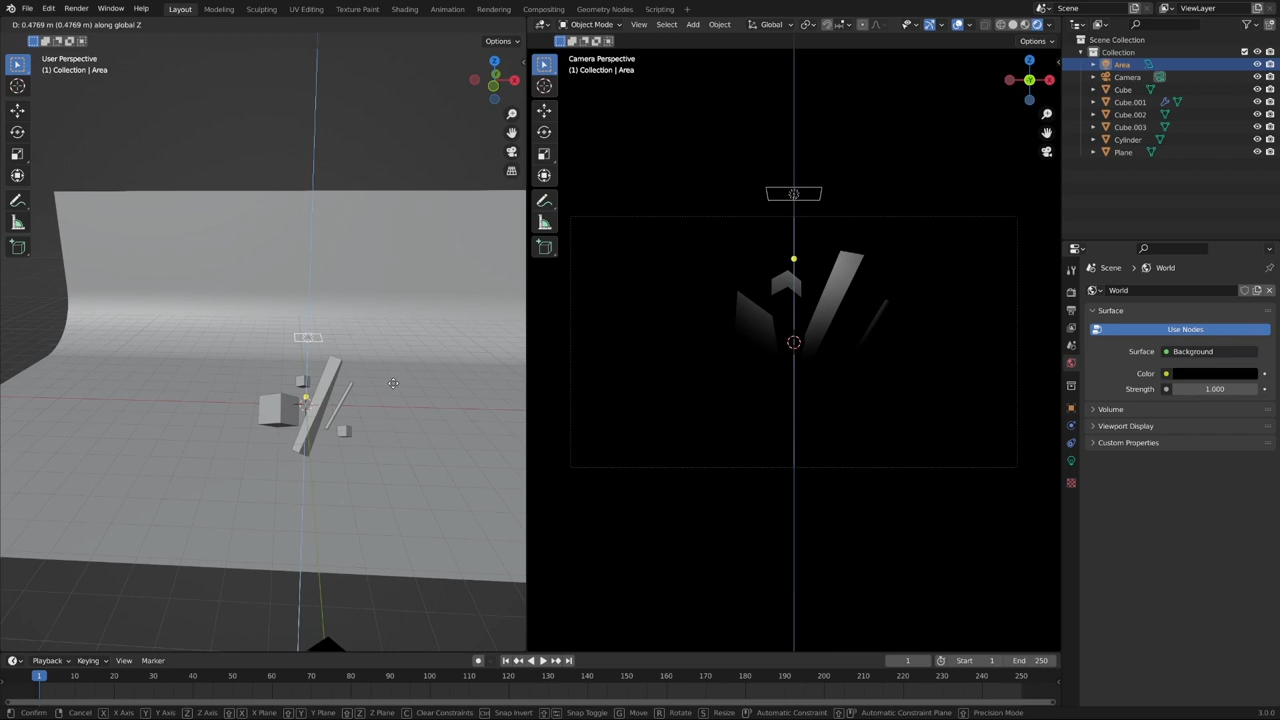 File Edit Render Window Help Layout Modeling Sculpting UV Editing Texture Paint Shading Animation Rendering Compositing Geometry Nodes Scripting + Scene ViewLayer
D: 0.4769 m (0.4769 m) along global Z
Object Mode View Select Add Object Global
Options
Options
User Perspective
(1) Collection | Area
Camera Perspective
(1) Collection | Area
Scene Collection
Collection
Area
Camera
Cube
Cube.001
Cube.002
Cube.003
Cylinder
Plane
Scene > World
World
Surface
Use Nodes
Surface Background
Color
Strength 1.000
Volume
Viewport Display
Custom Properties
Playback Keying View Marker 1 Start 1 End 250
1 10 20 30 40 50 60 70 80 90 100 110 120 130 140 150 160 170 180 190 200 210 220 230 240 250
Confirm Cancel X X Axis Y Y Axis Z Z Axis X X Plane Y Y Plane Z Z Plane C Clear Constraints Snap Invert Snap Toggle G Move R Rotate S Resize Automatic Constraint Automatic Constraint Plane Precision Mode 3.0.0